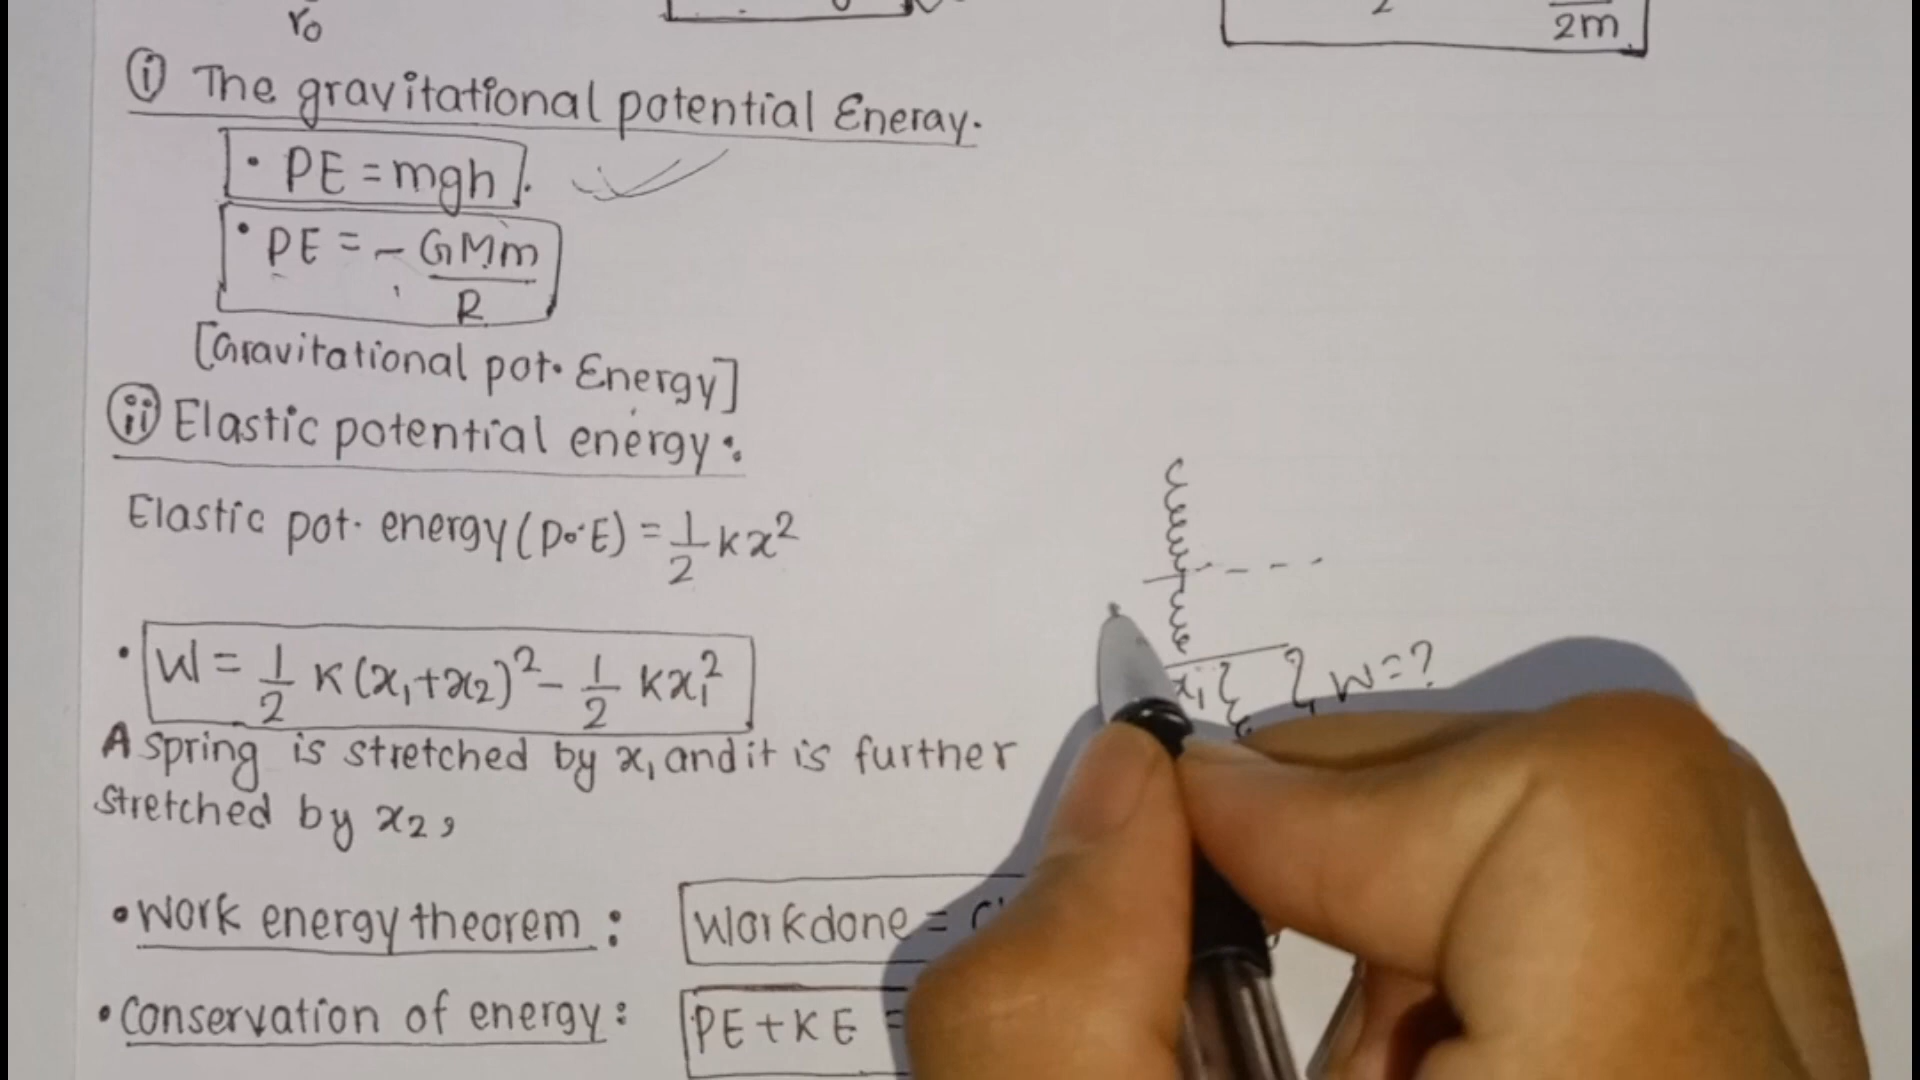 r₀
2 2m
(i) The gravitational potential Eneray.
• PE = mgh.
• PE = - GMm/R
[Gravitational pot. Energy]
(ii) Elastic potential energy:
Elastic pot. energy (P.E) = 1/2 kx²
• W = 1/2 K(x₁+x₂)² - 1/2 kx₁²
A spring is stretched by x₁ and it is further
stretched by x₂,
x₁ } } W = ?
• Work energy theorem : Workdone =
• Conservation of energy : PE + KE =